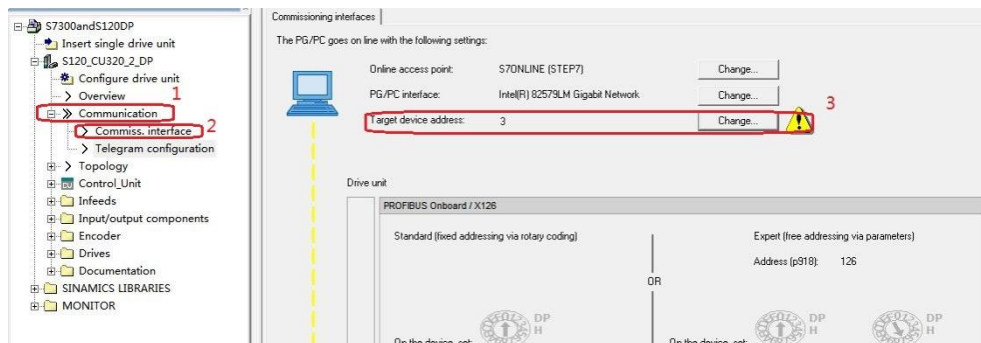 S7300andS120DP
Insert single drive unit
S120_CU320_2_DP
Configure drive unit
Overview
1
Communication
Commiss. interface
2
Telegram configuration
Topology
Control_Unit
Infeeds
Input/output components
Encoder
Drives
Documentation
SINAMICS LIBRARIES
MONITOR
Commissioning interfaces
The PG/PC goes on line with the following settings:
Online access point: S7ONLINE (STEP7) Change...
PG/PC interface: Intel(R) 82579LM Gigabit Network Change...
3
Target device address: 3 Change...
Drive unit
PROFIBUS Onboard / X126
Standard (fixed addressing via rotary coding)
Expert (free addressing via parameters)
Address (p918): 126
OR
DP
H
DP
H
DP
H
On the device, set:
On the device, set: